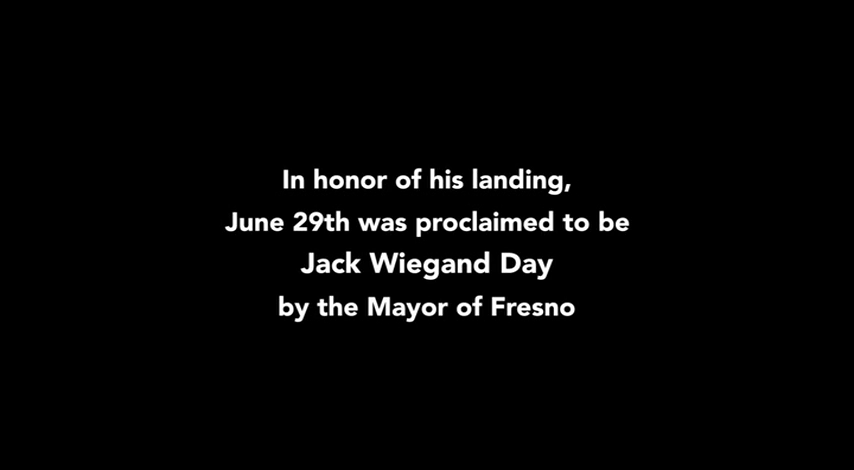 In honor of his landing,
June 29th was proclaimed to be
Jack Wiegand Day
by the Mayor of Fresno